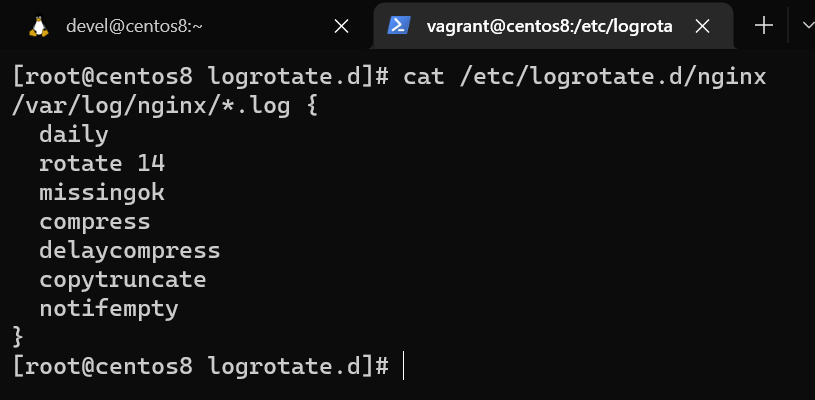 devel@centos8:~
vagrant@centos8:/etc/logrota
[root@centos8 logrotate.d]# cat /etc/logrotate.d/nginx
/var/log/nginx/*.log {
  daily
  rotate 14
  missingok
  compress
  delaycompress
  copytruncate
  notifempty
}
[root@centos8 logrotate.d]#